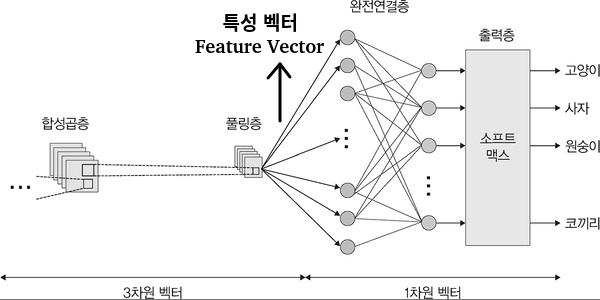 완전연결층
특성 벡터
Feature Vector
출력층
합성곱층
풀링층
고양이
사자
소프트
맥스
원숭이
코끼리
3차원 벡터
1차원 벡터